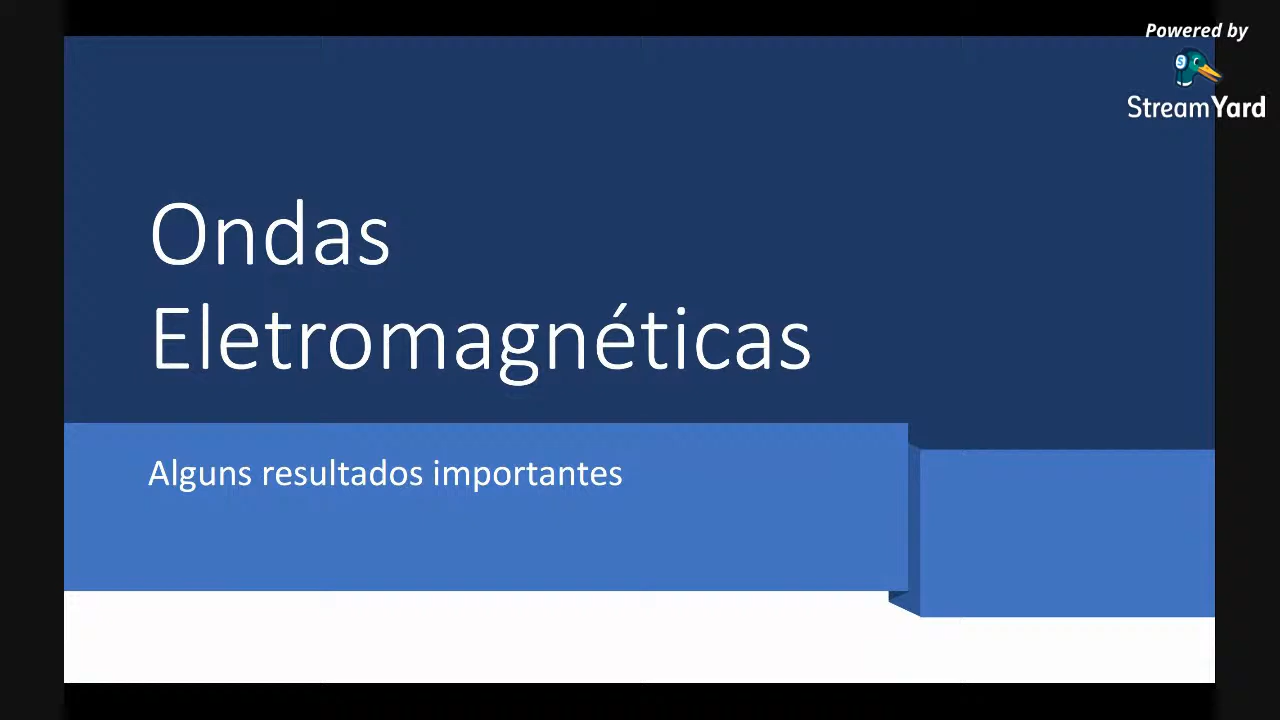 Powered by
S
StreamYard
Ondas
Eletromagnéticas
Alguns resultados importantes